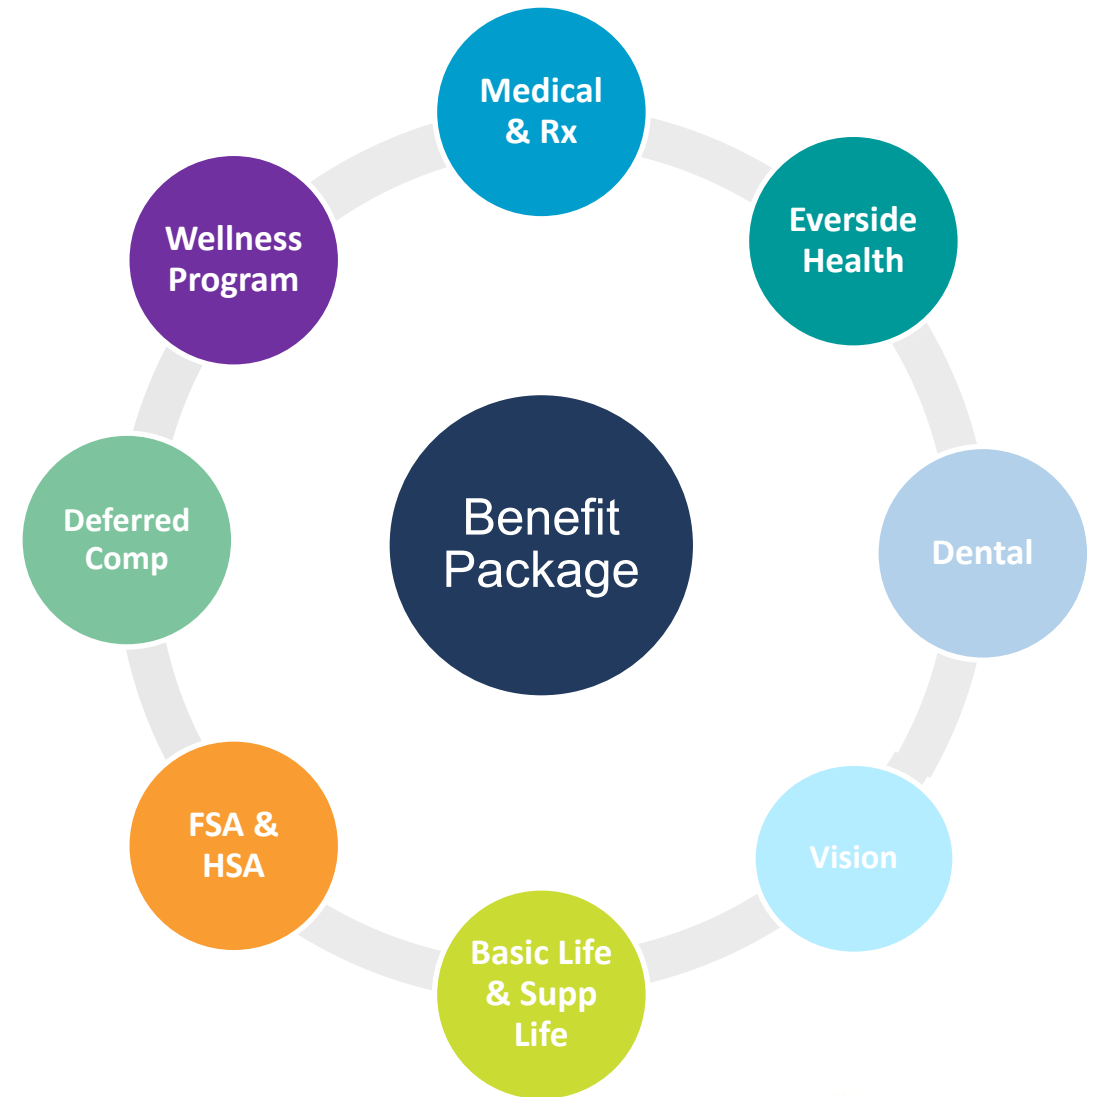 Medical
& Rx
Everside
Health
Wellness
Program
Benefit
Package
Deferred
Comp
Dental
FSA &
HSA
Vision
Basic Life
& Supp
Life